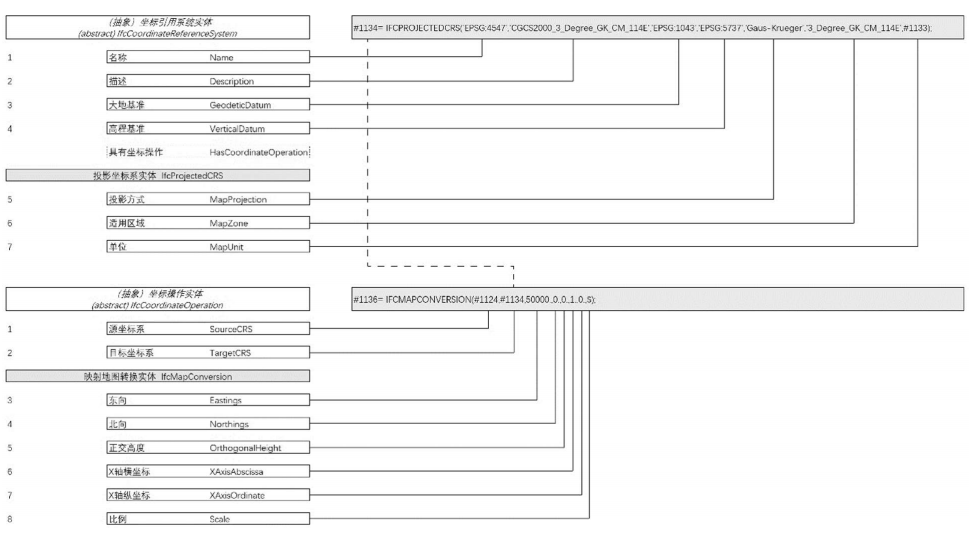 (抽象) 坐标引用系统实体
(abstract) IfcCoordinateReferenceSystem
#1134= IFCPROJECTEDCRS('EPSG:4547','CGCS2000_3_Degree_GK_CM_114E','EPSG:1043','EPSG:5737','Gaus-Krueger','3_Degree_GK_CM_114E',#1133);
1 名称 Name
2 描述 Description
3 大地基准 GeodeticDatum
4 高程基准 VerticalDatum
具有坐标操作 HasCoordinateOperation
投影坐标系实体 IfcProjectedCRS
5 投影方式 MapProjection
6 适用区域 MapZone
7 单位 MapUnit
(抽象) 坐标操作实体
(abstract) IfcCoordinateOperation
#1136= IFCMAPCONVERSION(#1124,#1134,50000.,0.,0.,1.,0.,$);
1 源坐标系 SourceCRS
2 目标坐标系 TargetCRS
映射地图转换实体 IfcMapConversion
3 东向 Eastings
4 北向 Northings
5 正交高度 OrthogonalHeight
6 X轴横坐标 XAxisAbscissa
7 X轴纵坐标 XAxisOrdinate
8 比例 Scale